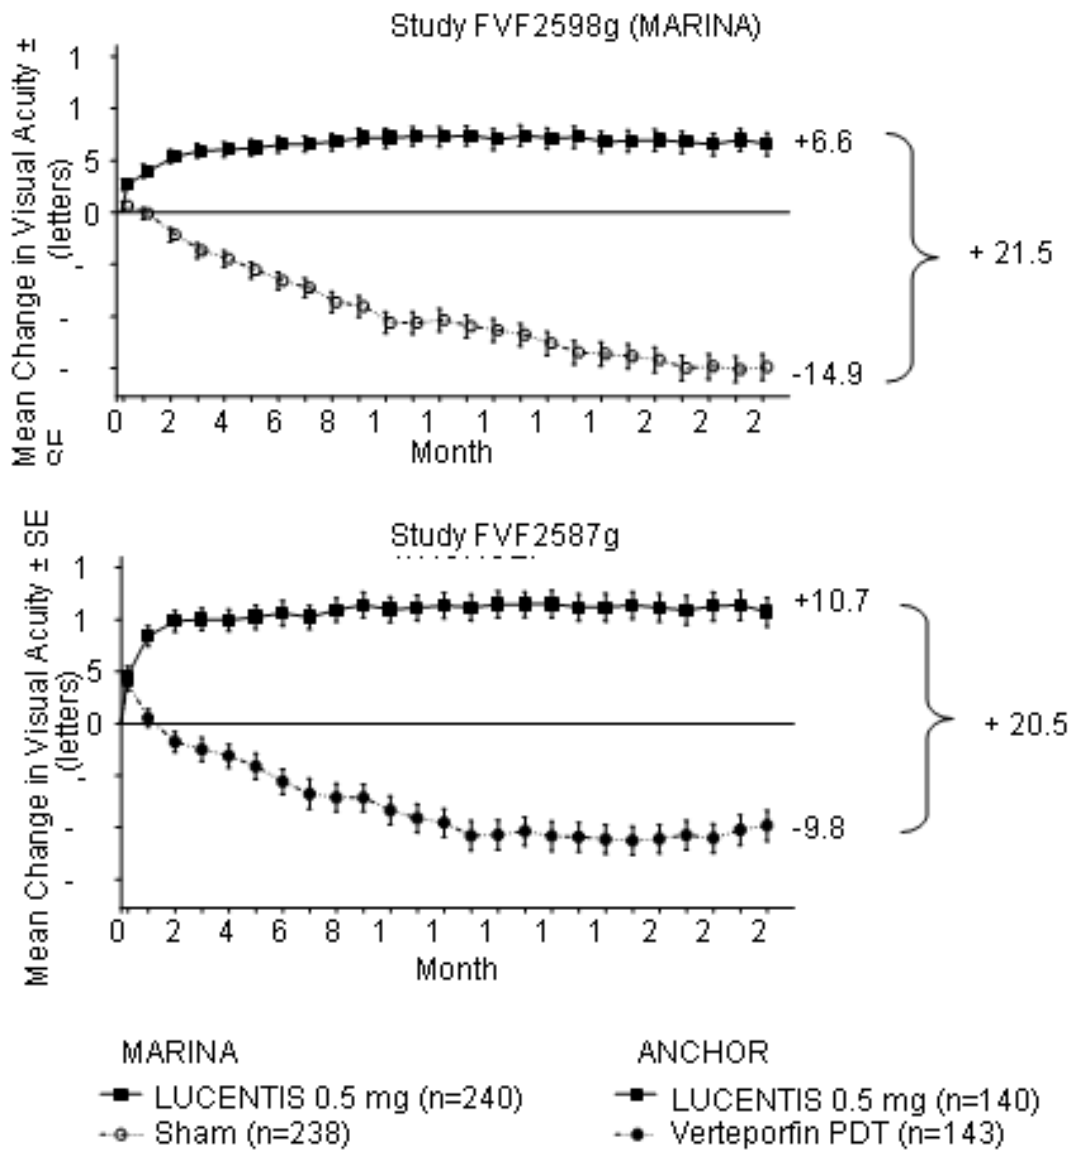 Study FVF2598g (MARINA)
Mean Change in Visual Acuity ±
(letters)
1
1
5
0
-
-
-
+6.6
+ 21.5
-14.9
0 2 4 6 8 1 1 1 1 1 2 2 2
Month
Study FVF2587g
Mean Change in Visual Acuity ± SE
(letters)
1
1
5
0
-
-
-
+10.7
+ 20.5
-9.8
0 2 4 6 8 1 1 1 1 1 2 2 2
Month
MARINA
LUCENTIS 0.5 mg (n=240)
Sham (n=238)
ANCHOR
LUCENTIS 0.5 mg (n=140)
Verteporfin PDT (n=143)